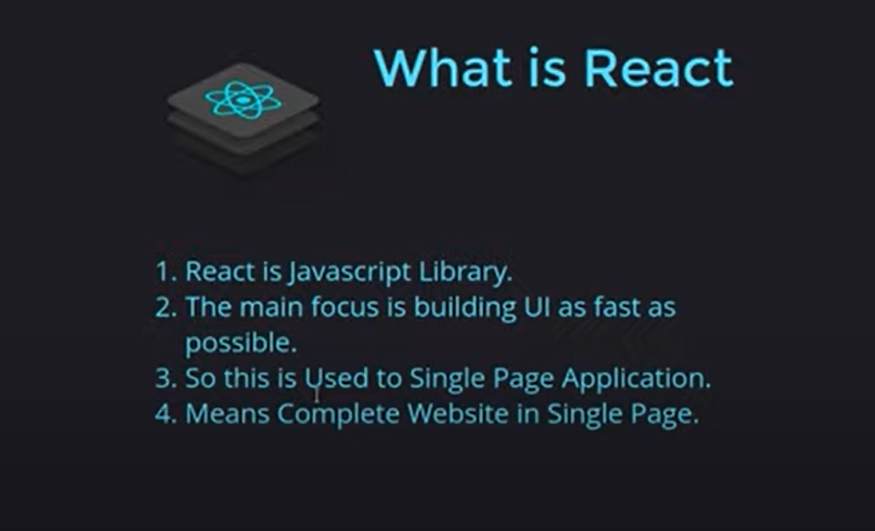 What is React
1. React is Javascript Library.
2. The main focus is building UI as fast as
possible.
3. So this is Used to Single Page Application.
4. Means Complete Website in Single Page.